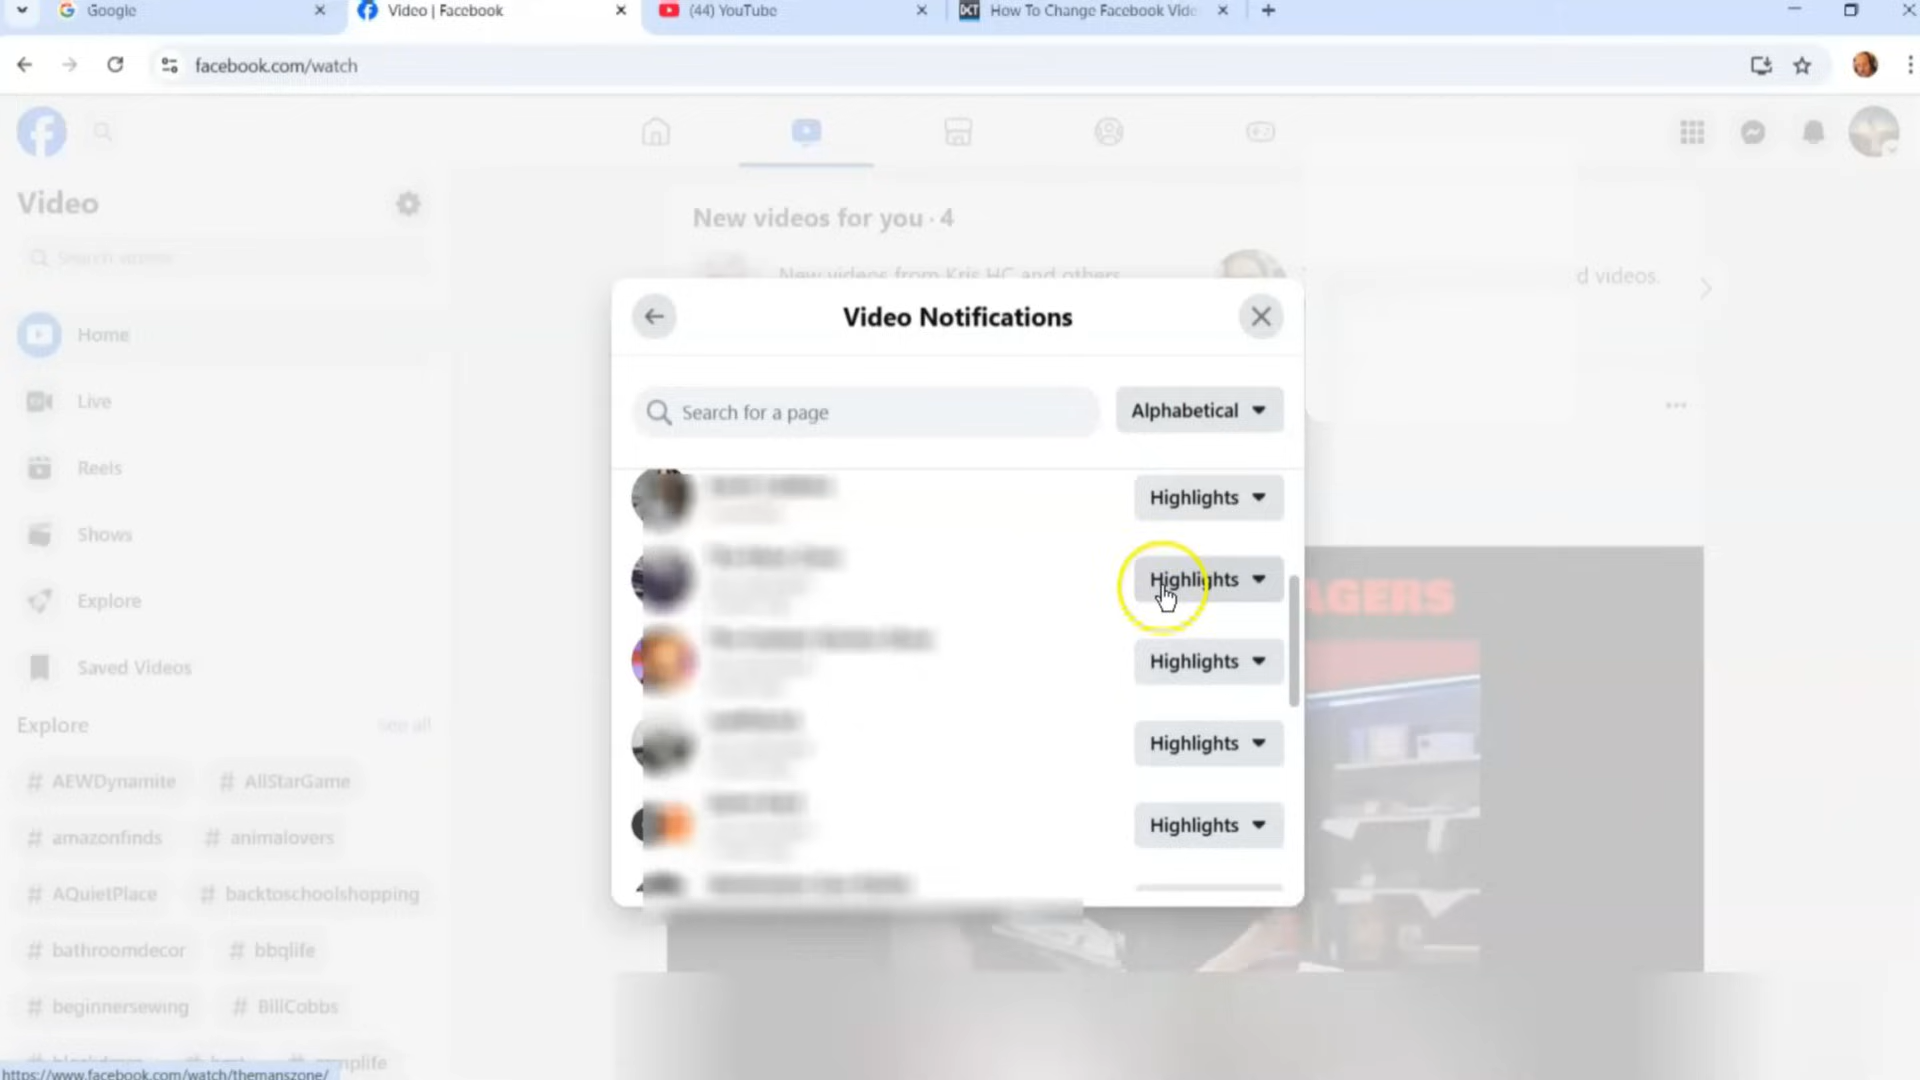 Google
Video | Facebook
(44) YouTube
DCT How To Change Facebook Vide
facebook.com/watch
Video
Search videos
Home
Live
Reels
Shows
Explore
Saved Videos
Explore
See all
# AEWDynamite
# AllStarGame
# amazonfinds
# animalovers
# AQuietPlace
# backtoschoolshopping
# bathroomdecor
# bbqlife
# beginnersewing
# BillCobbs
https://www.facebook.com/watch/themanszone/
New videos for you · 4
New videos from Kris HC and others
d videos.
Video Notifications
Search for a page
Alphabetical
Highlights
Highlights
Highlights
Highlights
Highlights
AGERS